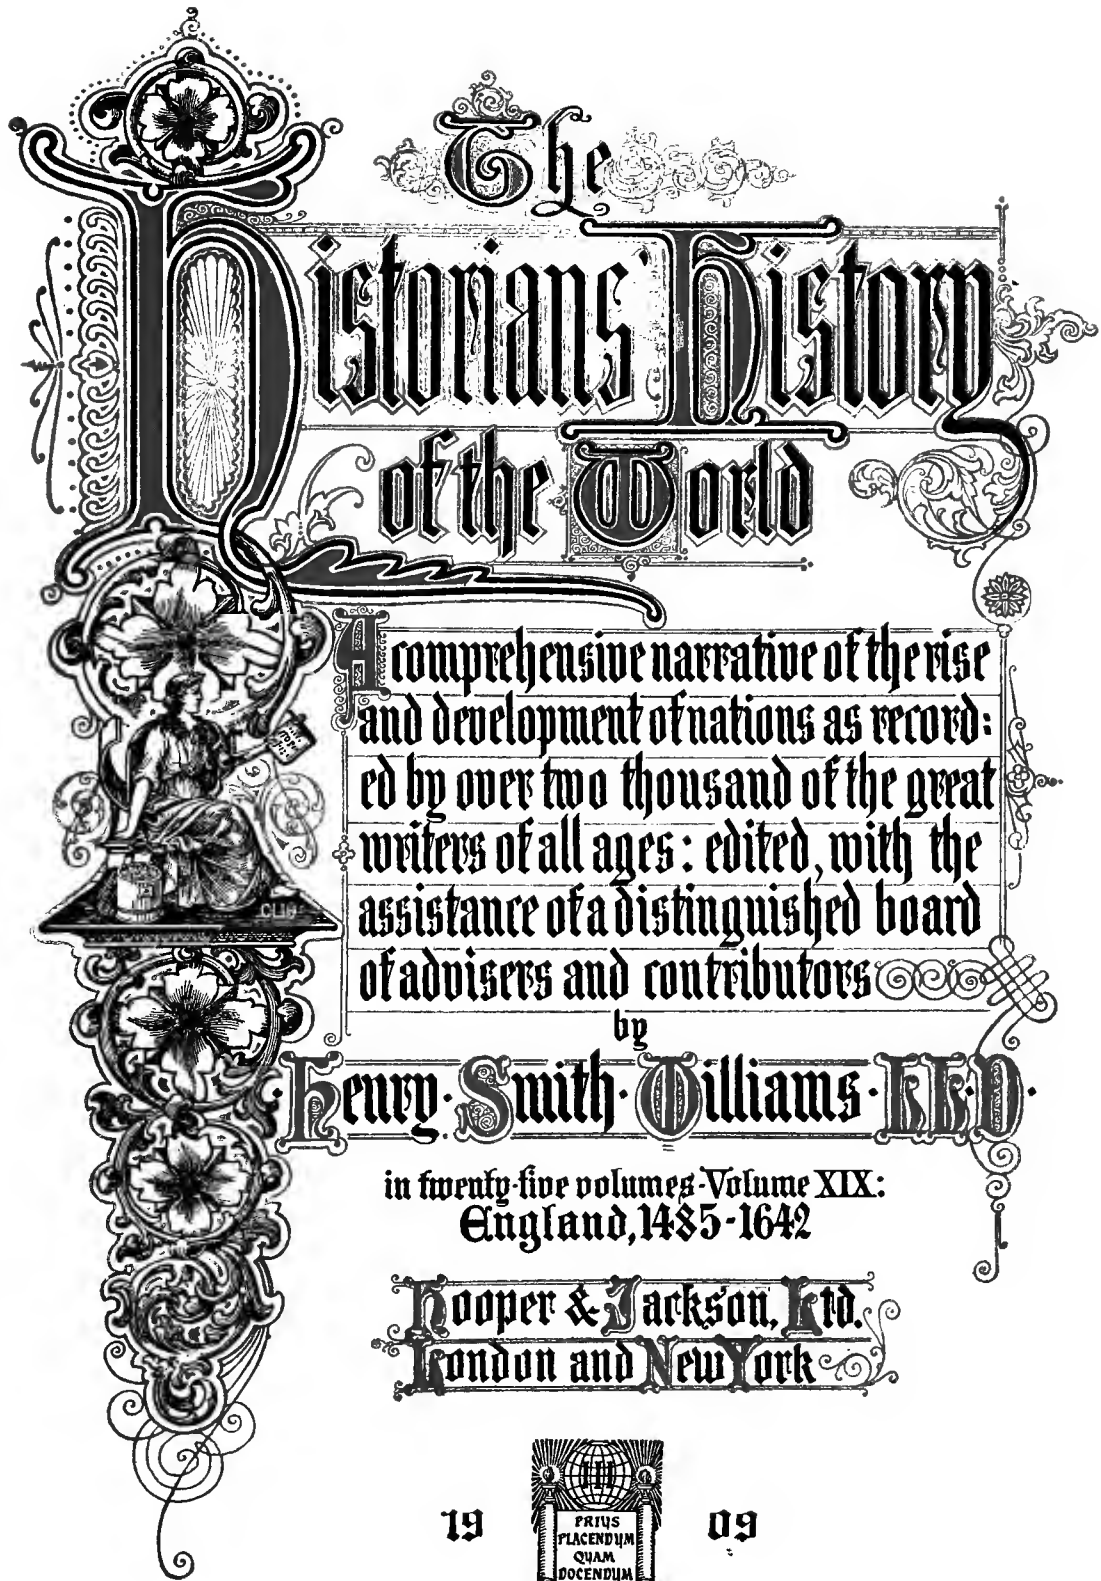 The
Historians' History
of the World
A comprehensive narrative of the rise
and development of nations as record:
ed by over two thousand of the great
writers of all ages: edited, with the
assistance of a distinguished board
of advisers and contributors
by
Henry · Smith · Williams · LL.D.
in twenty-five volumes-Volume XIX:
England, 1485-1642
Hooper & Jackson, Ltd.
London and New York
CLIO
19 09
PRIUS
PLACENDUM
QUAM
DOCENDUM